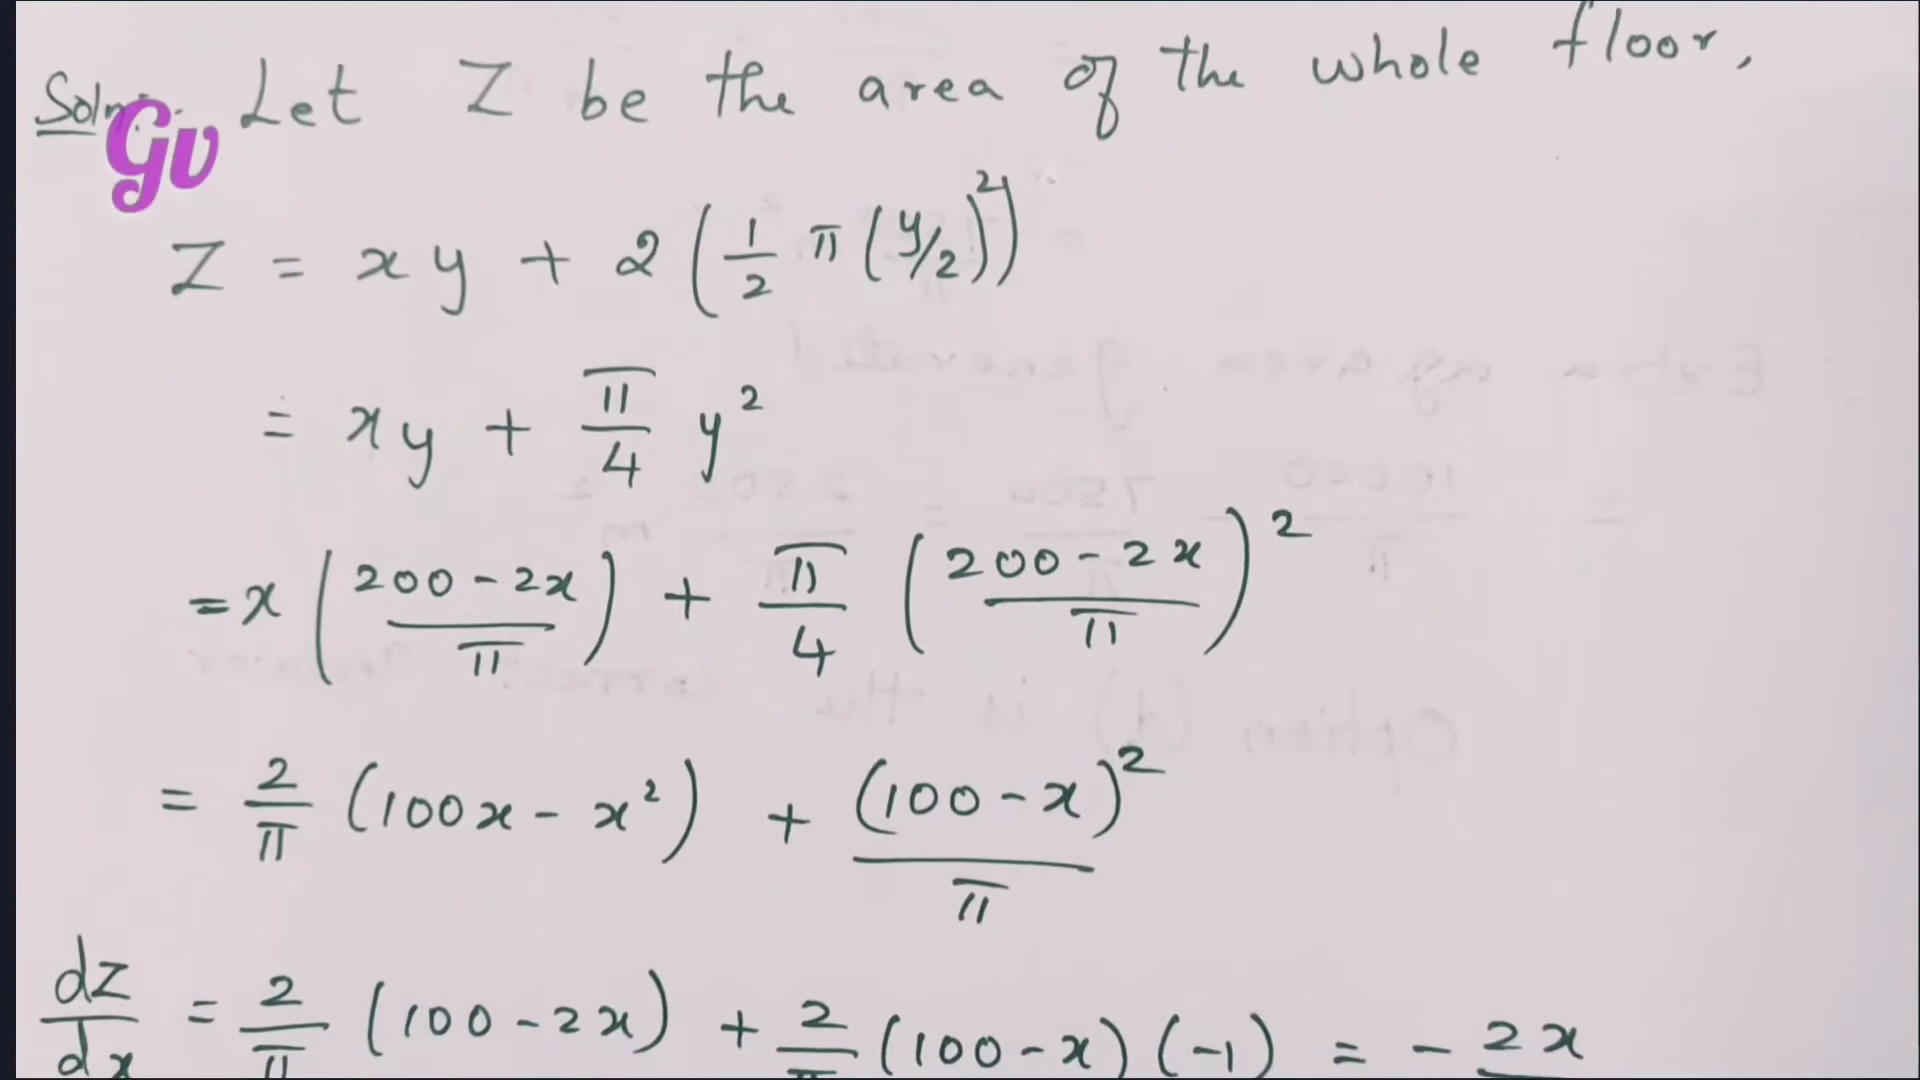 Soln:- Let Z be the area of the whole floor,
Gv
Z = xy + 2(1/2 π (y/2)²)
= xy + π/4 y²
= x((200-2x)/π) + π/4 ((200-2x)/π)²
= 2/π (100x - x²) + (100-x)²/π
dZ/dx = 2/π (100-2x) + 2/π (100-x)(-1) = - 2x